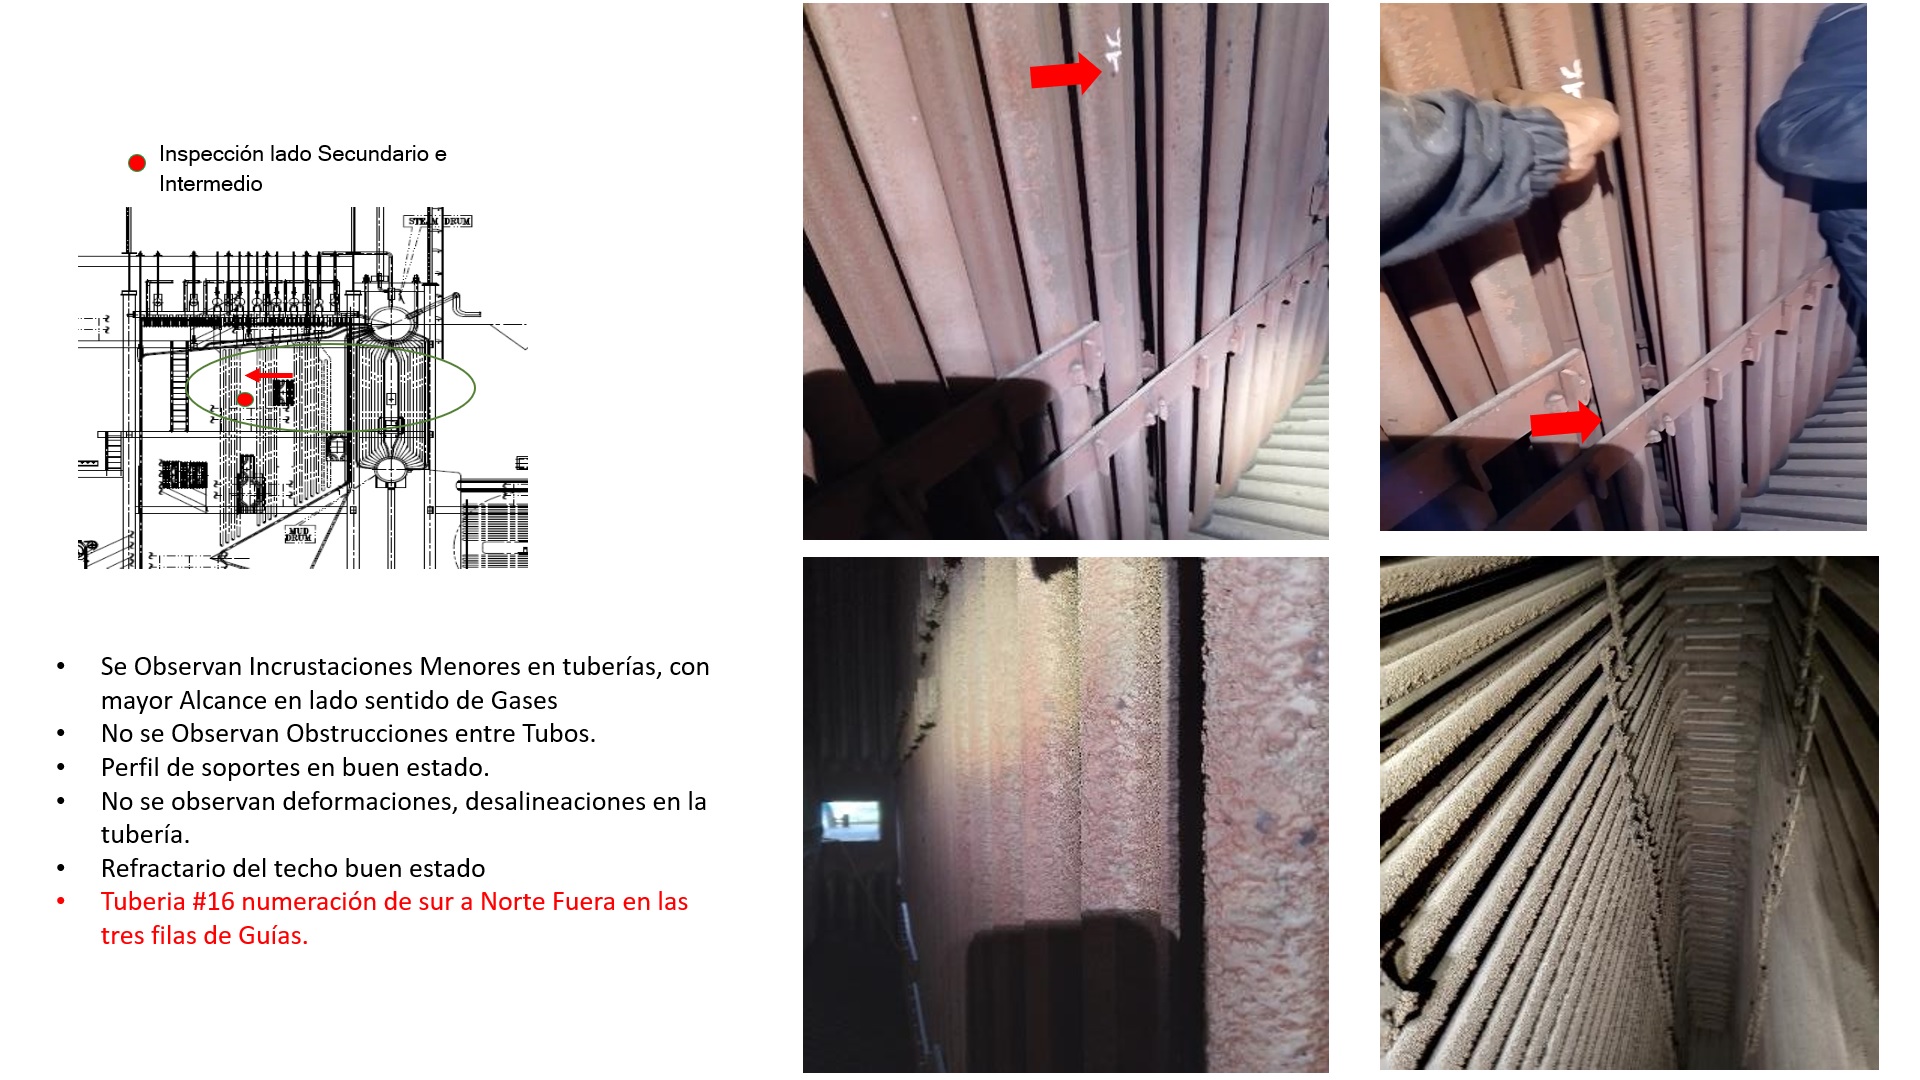 Inspección lado Secundario e
Intermedio
STEAM DRUM
MUD
DRUM
• Se Observan Incrustaciones Menores en tuberías, con
mayor Alcance en lado sentido de Gases
• No se Observan Obstrucciones entre Tubos.
• Perfil de soportes en buen estado.
• No se observan deformaciones, desalineaciones en la
tubería.
• Refractario del techo buen estado
• Tuberia #16 numeración de sur a Norte Fuera en las
tres filas de Guías.